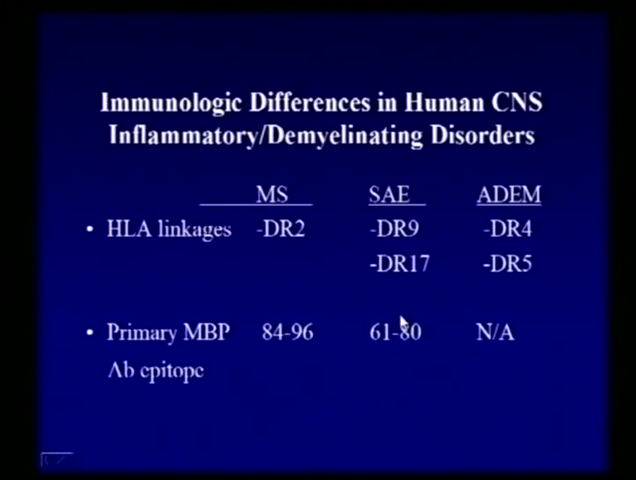 Immunologic Differences in Human CNS
Inflammatory/Demyelinating Disorders
MS SAE ADEM
• HLA linkages -DR2 -DR9 -DR4
-DR17 -DR5
• Primary MBP 84-96 61-80 N/A
Ab epitope